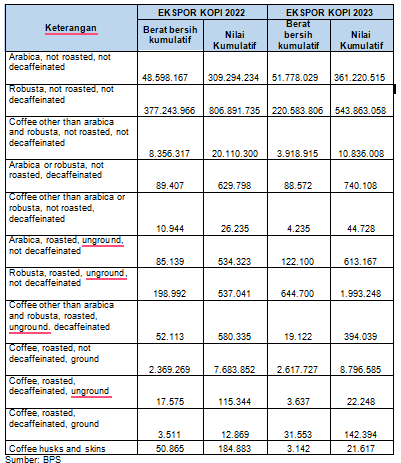 Keterangan EKSPOR KOPI 2022 EKSPOR KOPI 2023
Berat bersih kumulatif Nilai Kumulatif Berat bersih kumulatif Nilai Kumulatif
Arabica, not roasted, not
decaffeinated
48.598.167 309.294.234 51.778.029 361.220.515
Robusta, not roasted, not
decaffeinated
377.243.966 806.891.735 220.583.806 543.863.058
Coffee other than arabica
and robusta, not roasted, not
decaffeinated
8.356.317 20.110.300 3.918.915 10.836.008
Arabica or robusta, not
roasted, decaffeinated
89.407 629.798 88.572 740.108
Coffee other than arabica or
robusta, not roasted,
decaffeinated
10.944 26.235 4.235 44.728
Arabica, roasted, unground,
not decaffeinated
85.139 534.323 122.100 613.167
Robusta, roasted, unground,
not decaffeinated
198.992 537.041 644.700 1.993.248
Coffee other than arabica
and robusta, roasted,
unground. decaffeinated
52.113 580.335 19.122 394.039
Coffee, roasted, not
decaffeinated, ground
2.369.269 7.683.852 2.617.727 8.796.585
Coffee, roasted,
decaffeinated, unground
17.575 115.344 3.637 22.248
Coffee, roasted,
decaffeinated, ground
3.511 12.869 31.553 142.394
Coffee husks and skins 50.865 184.883 3.142 21.617
Sumber: BPS